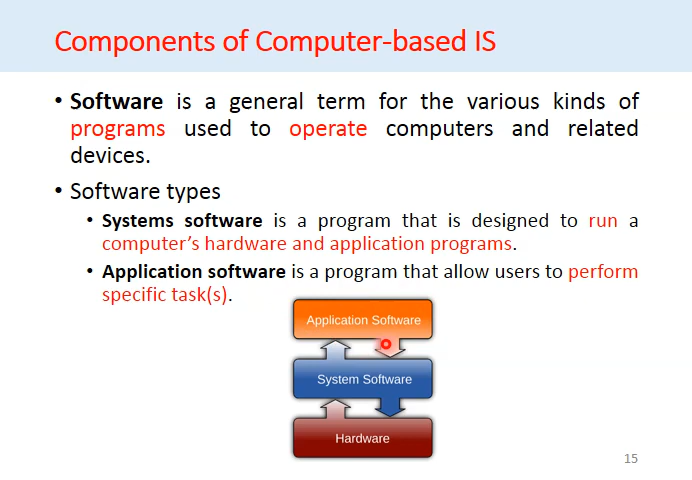 Components of Computer-based IS
• Software is a general term for the various kinds of
programs used to operate computers and related
devices.
• Software types
• Systems software is a program that is designed to run a
computer's hardware and application programs.
• Application software is a program that allow users to perform
specific task(s).
Application Software
System Software
Hardware
15